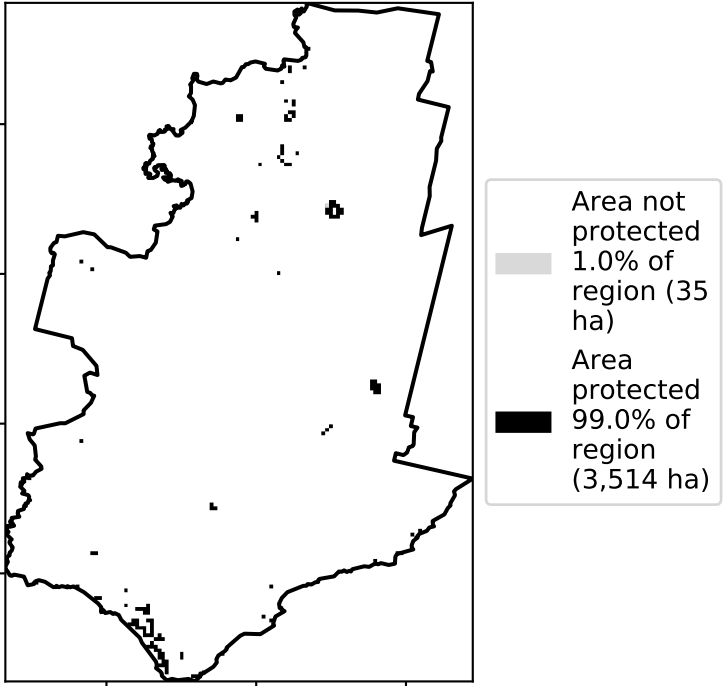 Area not
protected
1.0% of
region (35
ha)
Area
protected
99.0% of
region
(3,514 ha)